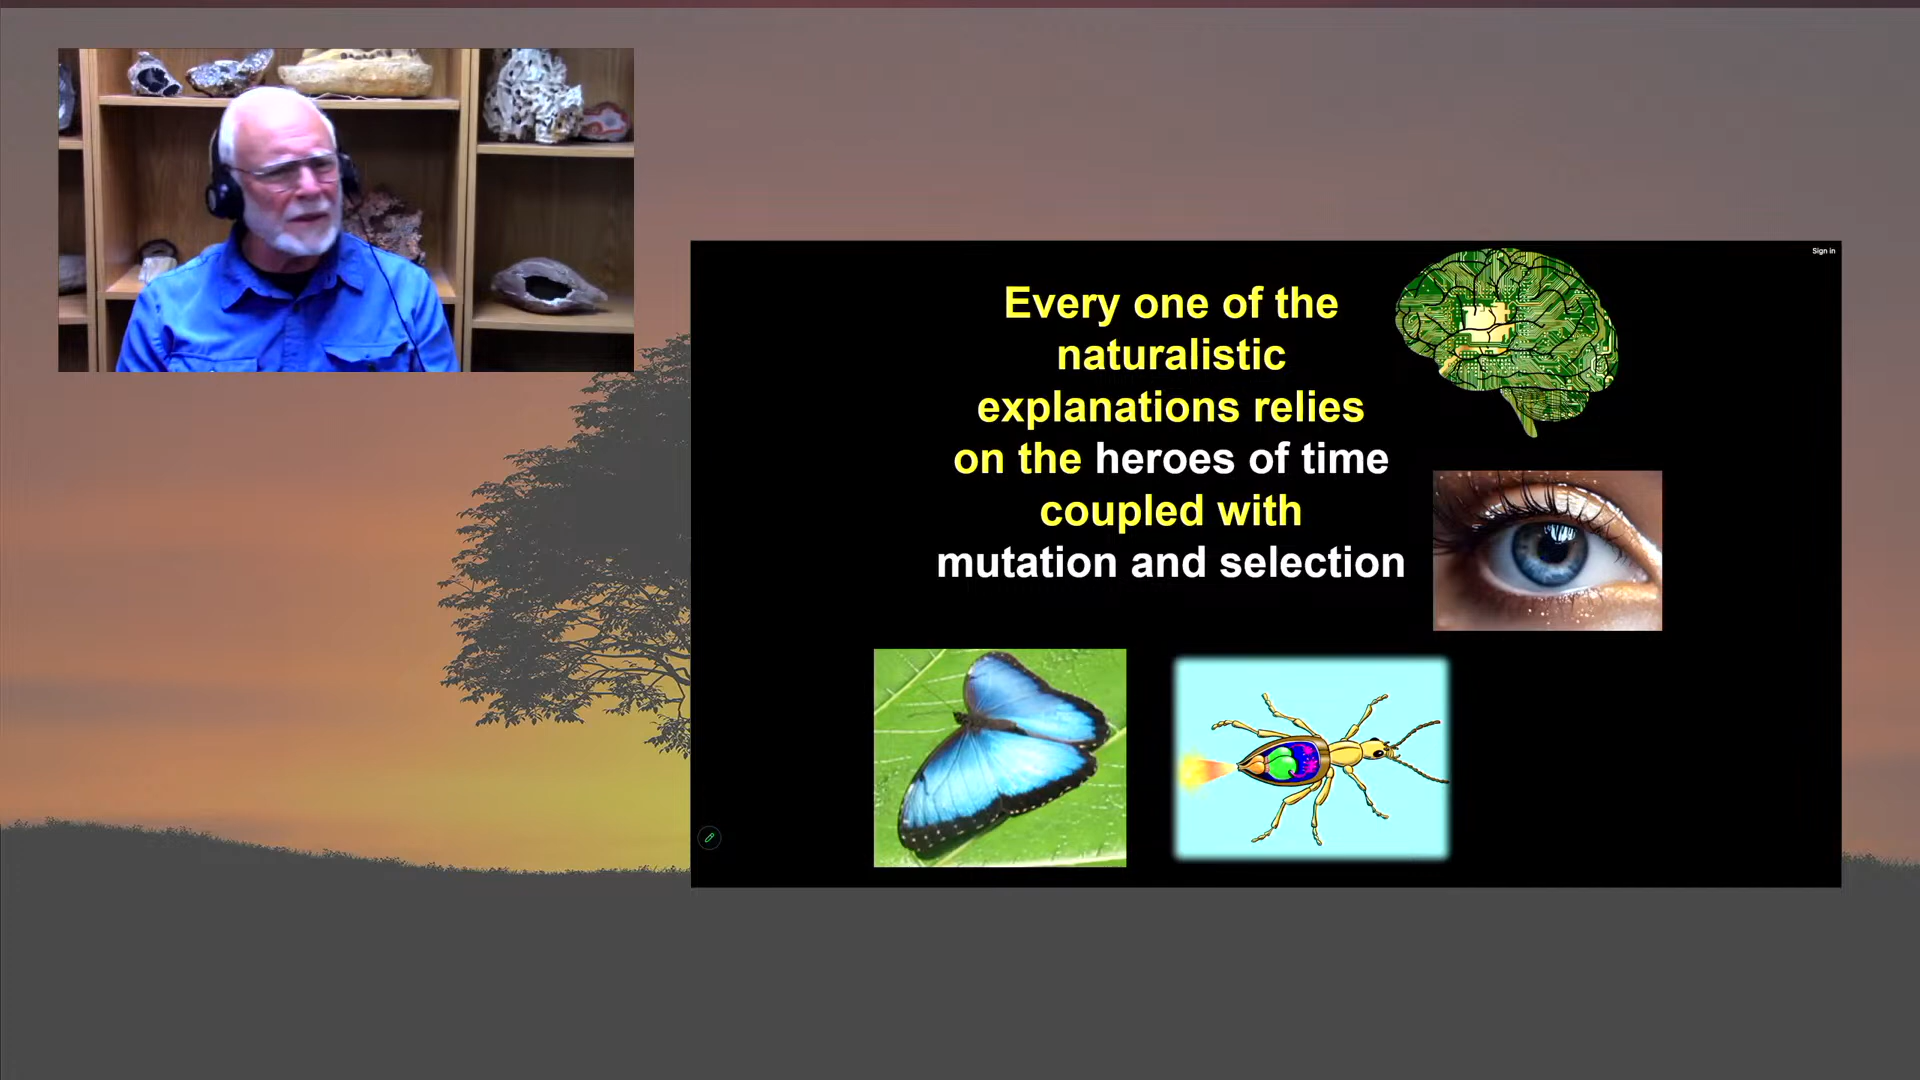 Sign in
Every one of the
naturalistic
explanations relies
on the heroes of time
coupled with
mutation and selection